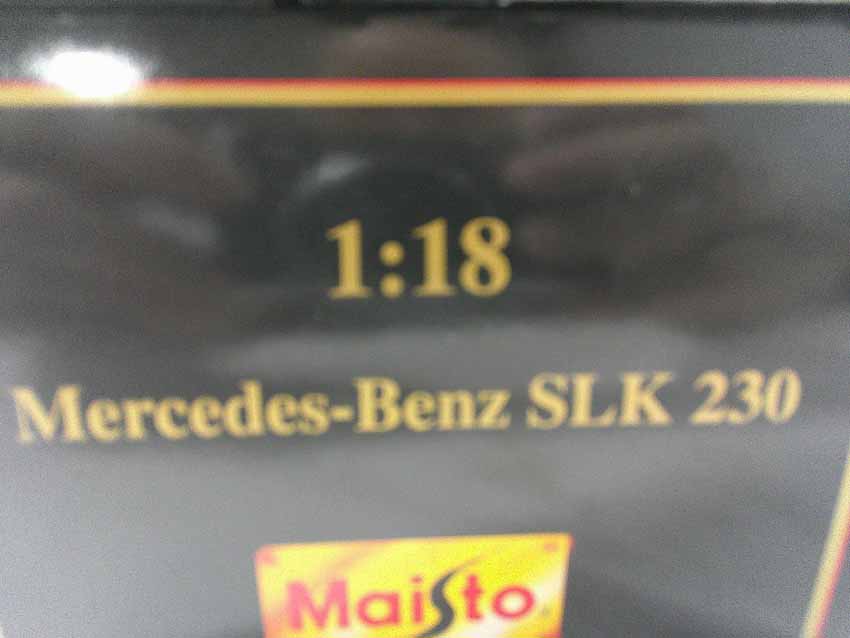 1:18
Mercedes-Benz SLK 230
Maisto